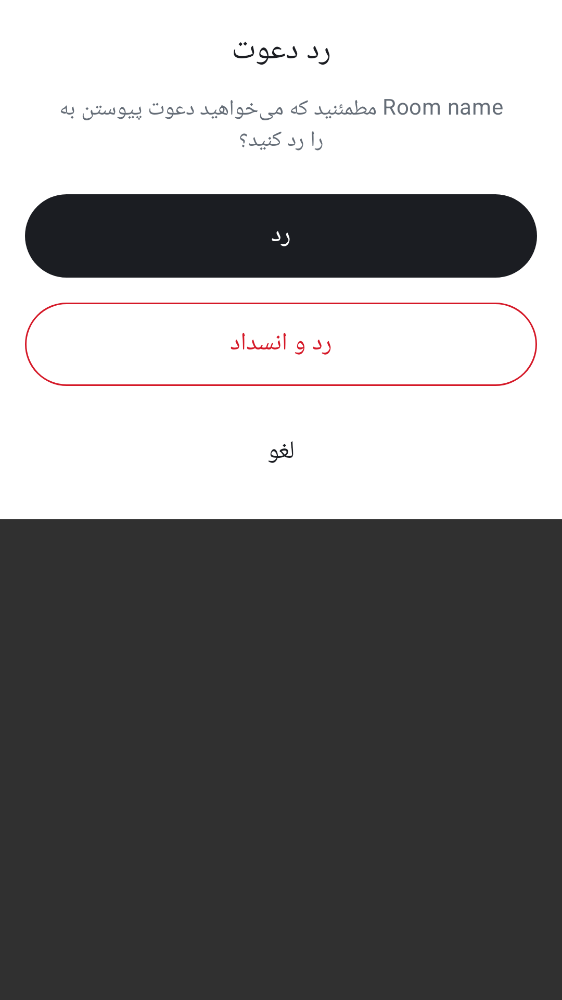 رد دعوت
مطمئنید که می‌خواهید دعوت پیوستن به Room name
را رد کنید؟
رد
رد و انسداد
لغو